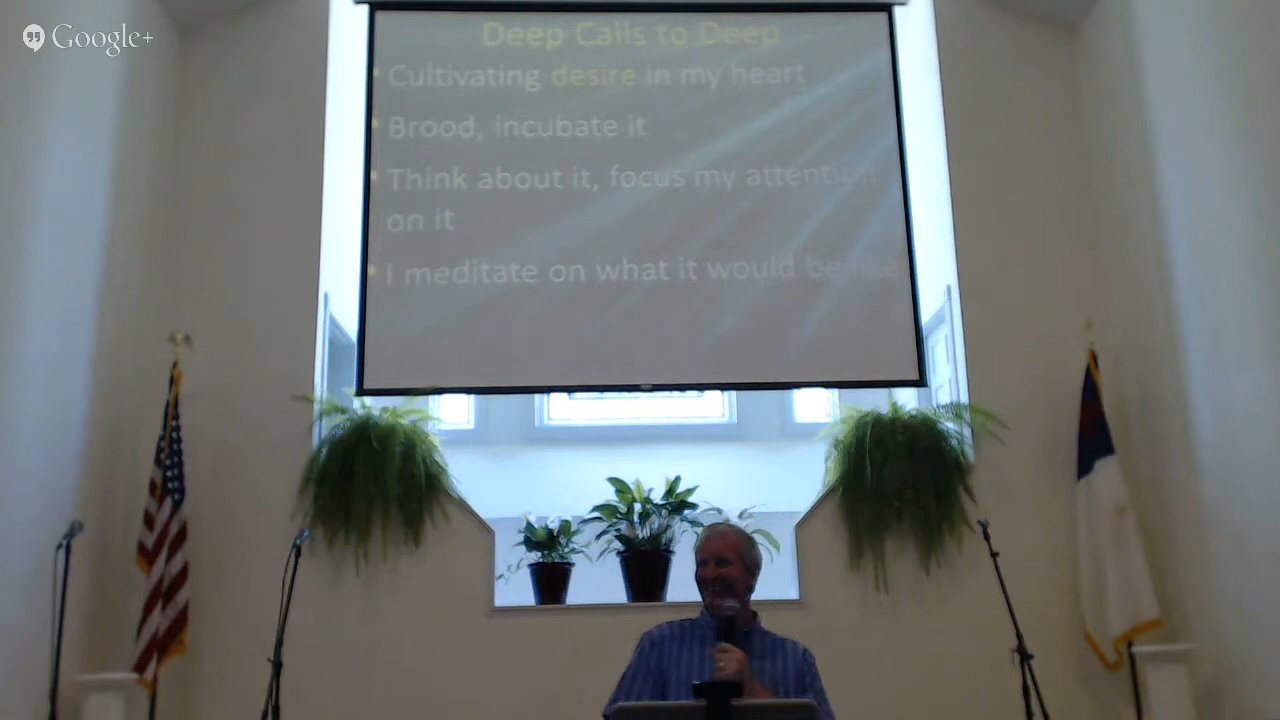 Google+
Deep Calls to Deep
Cultivating desire in my heart
Brood, incubate it
Think about it, focus my attention
on it
I meditate on what it would be like